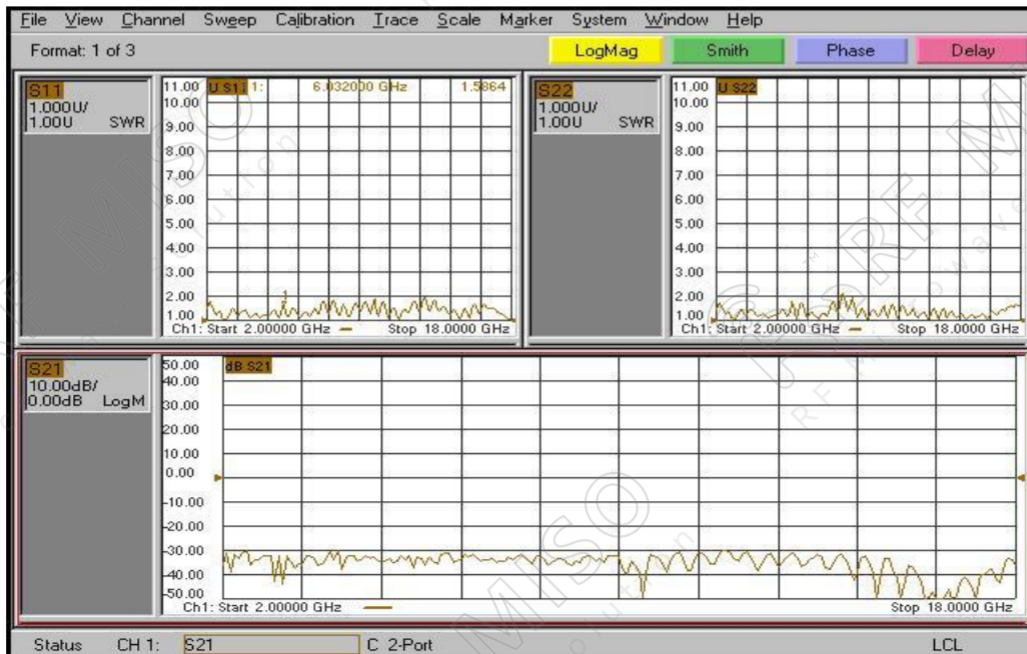 File View Channel Sweep Calibration Trace Scale Marker System Window Help
Format: 1 of 3
LogMag Smith Phase Delay
S11
1.000U/
1.00U SWR
11.00
10.00
9.00
8.00
7.00
6.00
5.00
4.00
3.00
2.00
1.00
U S11 1: 6.032000 GHz 1.5864
Ch1: Start 2.00000 GHz Stop 18.0000 GHz
S22
1.000U/
1.00U SWR
11.00
10.00
9.00
8.00
7.00
6.00
5.00
4.00
3.00
2.00
1.00
U S22
Ch1: Start 2.00000 GHz Stop 18.0000 GHz
S21
10.00dB/
0.00dB LogM
50.00
40.00
30.00
20.00
10.00
0.00
-10.00
-20.00
-30.00
-40.00
-50.00
dB S21
1
Ch1: Start 2.00000 GHz Stop 18.0000 GHz
Status CH 1: S21 C 2-Port LCL
RF MISO